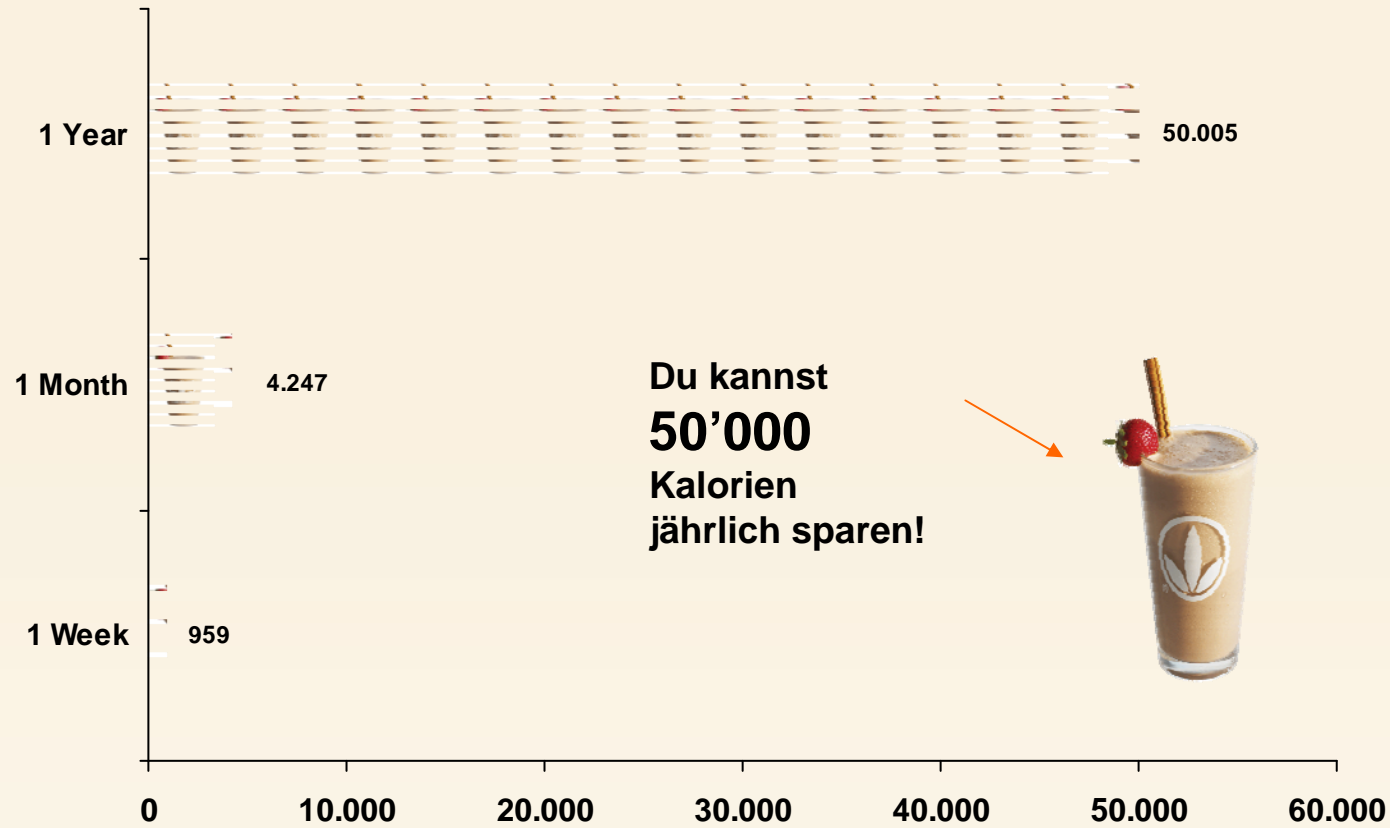 1 Year
50.005
1 Month
4.247
Du kannst
50’000
Kalorien
jährlich sparen!
1 Week
959
0 10.000 20.000 30.000 40.000 50.000 60.000